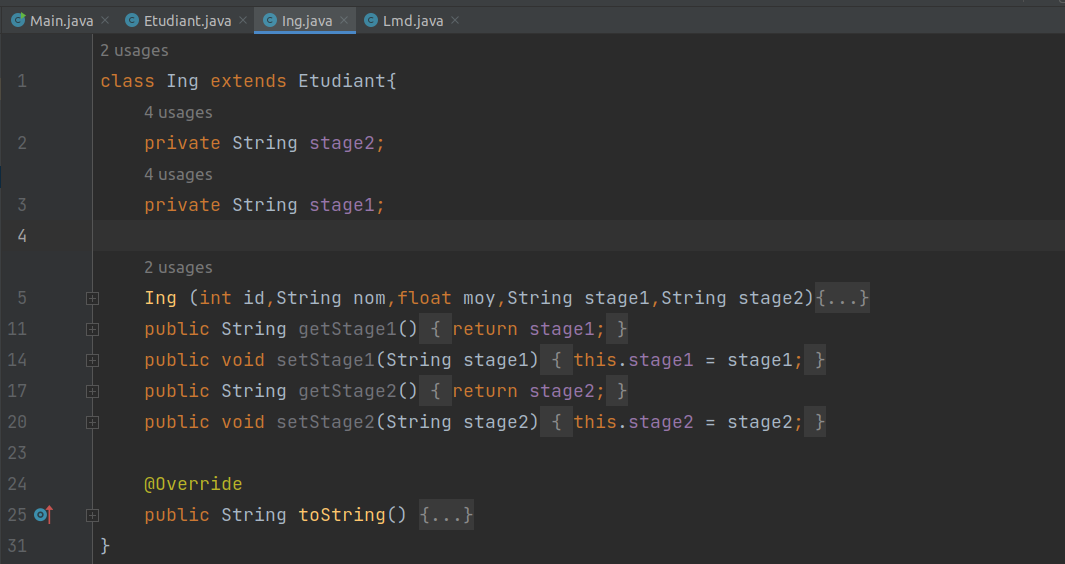 Main.java Etudiant.java Ing.java Lmd.java
2 usages
1 class Ing extends Etudiant{
4 usages
2 private String stage2;
4 usages
3 private String stage1;
4
2 usages
5 Ing (int id,String nom,float moy,String stage1,String stage2){...}
11 public String getStage1() { return stage1; }
14 public void setStage1(String stage1) { this.stage1 = stage1; }
17 public String getStage2() { return stage2; }
20 public void setStage2(String stage2) { this.stage2 = stage2; }
23
24 @Override
25 public String toString() {...}
31 }